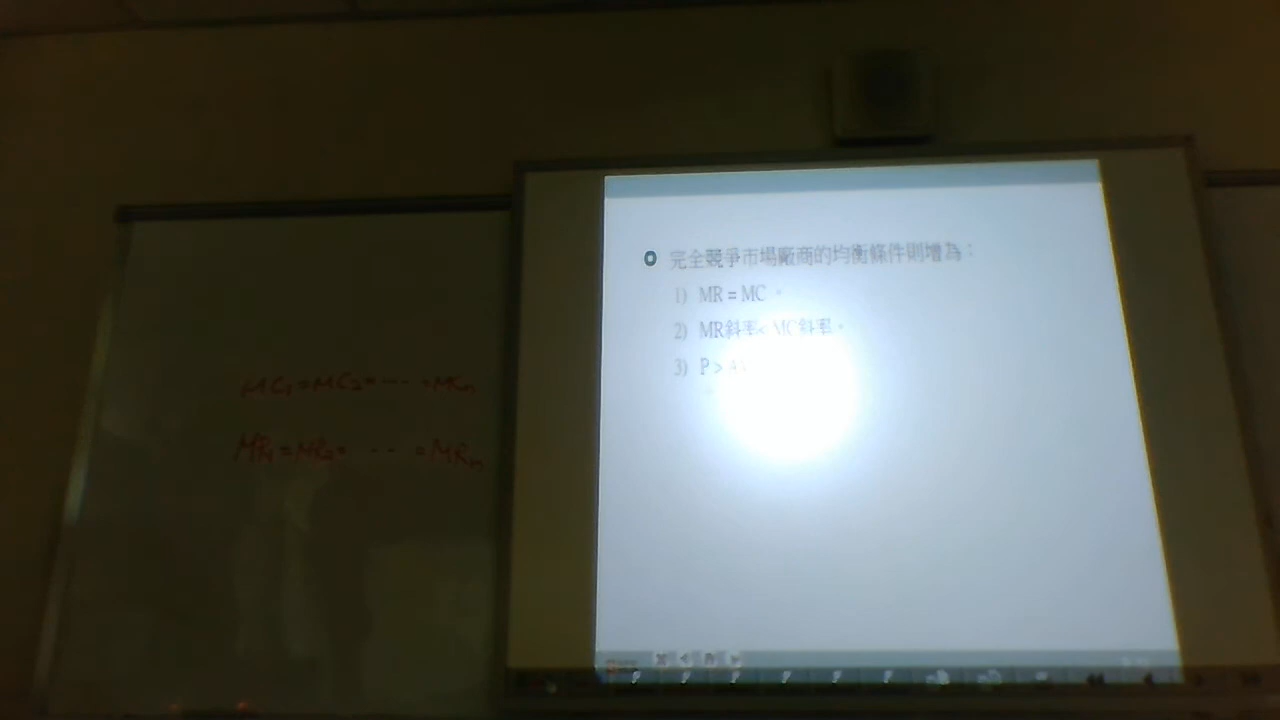 MC₁ = MC₂ = ---- = MCₙ
MR₁ = MR₂ = ---- = MRₙ
完全競爭市場廠商的均衡條件則增為：
1) MR = MC。
2) MR斜率< MC斜率。
3) P >